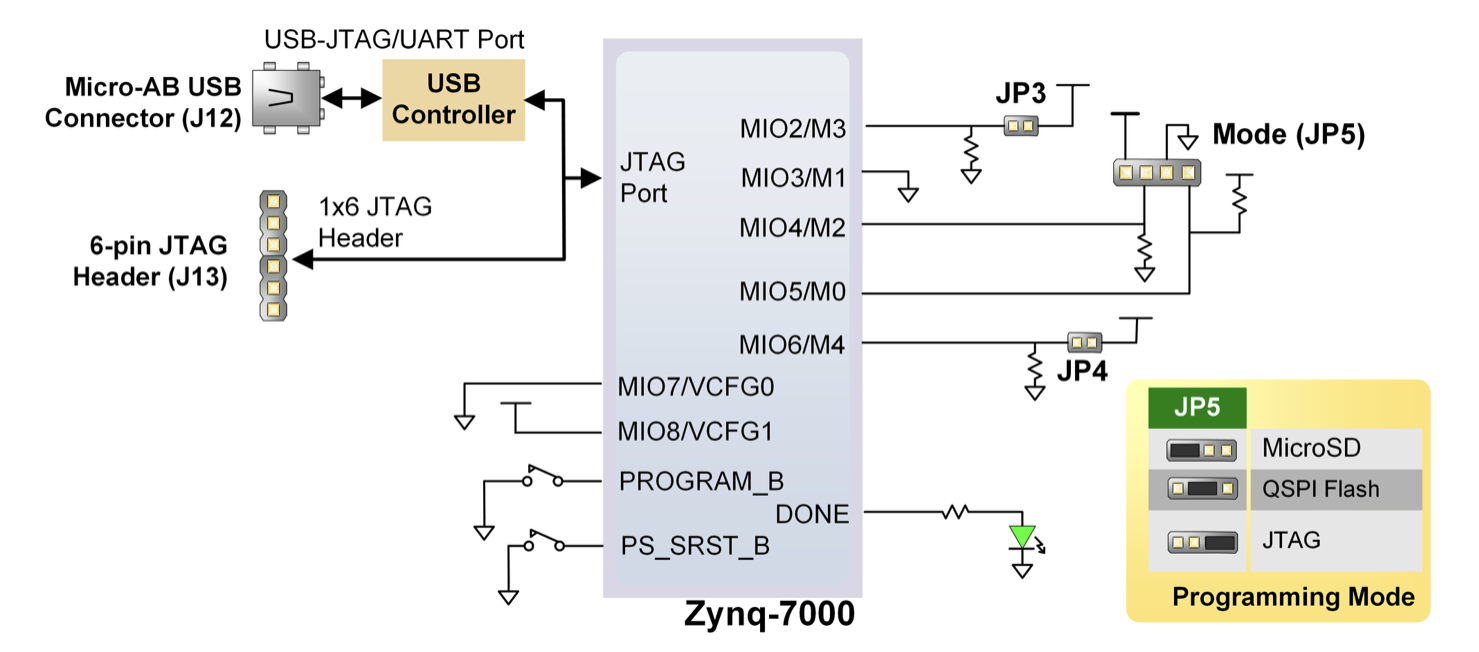 USB-JTAG/UART Port
Micro-AB USB
Connector (J12)
USB
Controller
6-pin JTAG
Header (J13)
1x6 JTAG
Header
JTAG
Port
MIO2/M3
MIO3/M1
MIO4/M2
MIO5/M0
MIO6/M4
MIO7/VCFG0
MIO8/VCFG1
PROGRAM_B
DONE
PS_SRST_B
Zynq-7000
JP3
Mode (JP5)
JP4
JP5
MicroSD
QSPI Flash
JTAG
Programming Mode